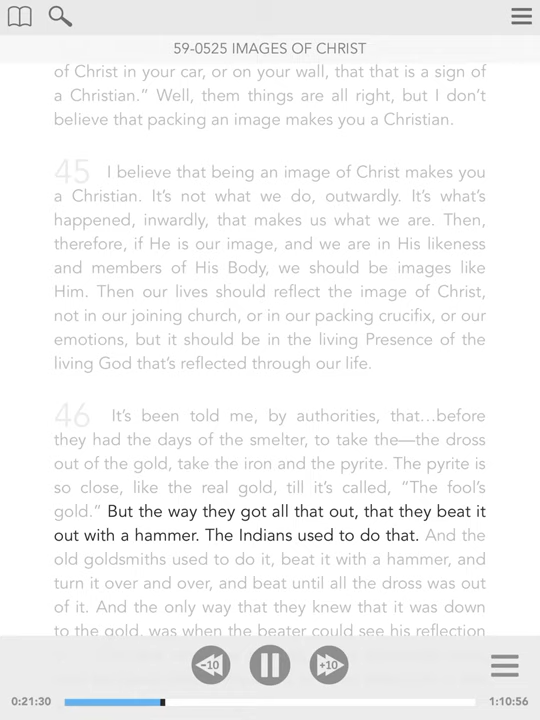 59-0525 IMAGES OF CHRIST
of Christ in your car, or on your wall, that that is a sign of
a Christian.” Well, them things are all right, but I don’t
believe that packing an image makes you a Christian.
45 I believe that being an image of Christ makes you
a Christian. It’s not what we do, outwardly. It’s what’s
happened, inwardly, that makes us what we are. Then,
therefore, if He is our image, and we are in His likeness
and members of His Body, we should be images like
Him. Then our lives should reflect the image of Christ,
not in our joining church, or in our packing crucifix, or our
emotions, but it should be in the living Presence of the
living God that’s reflected through our life.
46 It’s been told me, by authorities, that…before
they had the days of the smelter, to take the—the dross
out of the gold, take the iron and the pyrite. The pyrite is
so close, like the real gold, till it’s called, “The fool’s
gold.” But the way they got all that out, that they beat it
out with a hammer. The Indians used to do that. And the
old goldsmiths used to do it, beat it with a hammer, and
turn it over and over, and beat until all the dross was out
of it. And the only way that they knew that it was down
to the gold, was when the beater could see his reflection
-10 +10
0:21:30 1:10:56